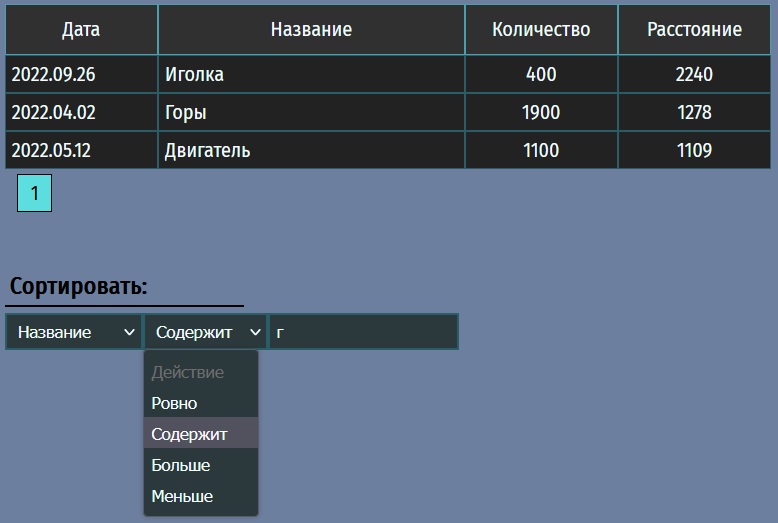 Дата Название Количество Расстояние
2022.09.26 Иголка 400 2240
2022.04.02 Горы 1900 1278
2022.05.12 Двигатель 1100 1109
1
Сортировать:
Название Содержит г
Действие
Ровно
Содержит
Больше
Меньше